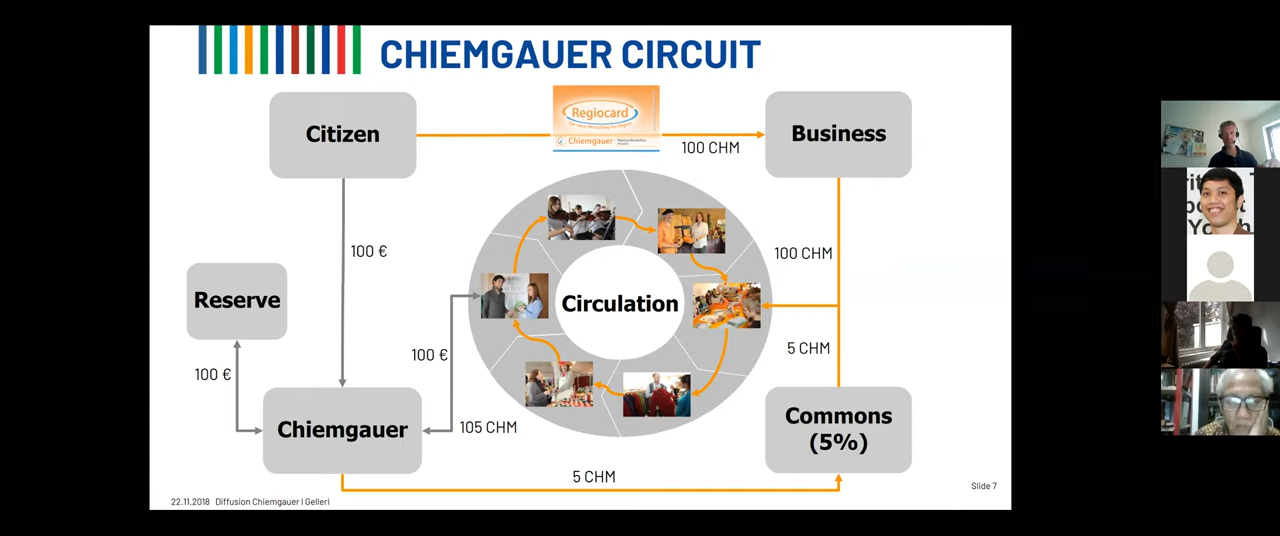 CHIEMGAUER CIRCUIT
Citizen
Regiocard
Chiemgauer
100 CHM
Business
100 €
100 CHM
Reserve
Circulation
100 €
100 €
5 CHM
Chiemgauer
105 CHM
Commons
(5%)
5 CHM
22.11.2018 Diffusion Chiemgauer | Gelleri
Slide 7